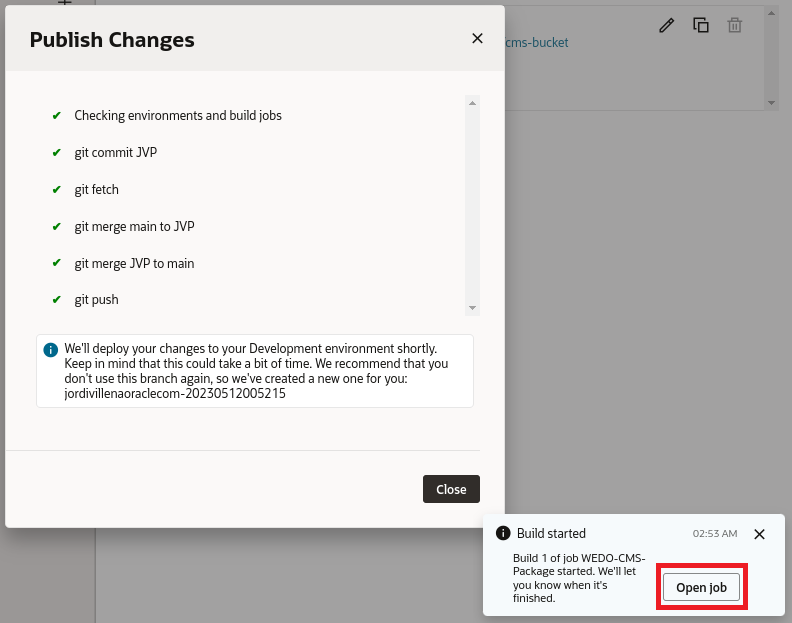 Publish Changes
cms-bucket
Checking environments and build jobs
git commit JVP
git fetch
git merge main to JVP
git merge JVP to main
git push
We'll deploy your changes to your Development environment shortly.
Keep in mind that this could take a bit of time. We recommend that you
don't use this branch again, so we've created a new one for you:
jordivillenaoraclecom-20230512005215
Close
Build started 02:53 AM
Build 1 of job WEDO-CMS-
Package started. We'll let
you know when it's
finished.
Open job